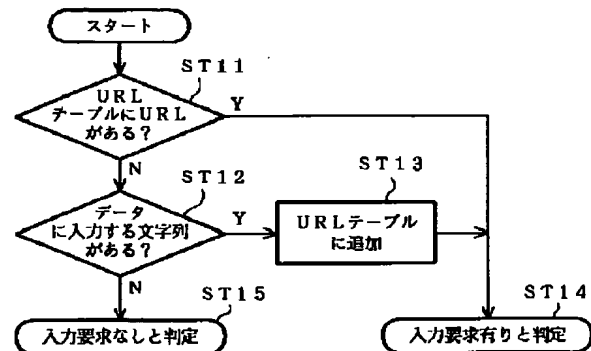 スタート
ST11
URL
テーブルにURL
がある？
Y
N
ST12
データ
に入力する文字列
がある？
Y
ST13
URLテーブル
に追加
N
ST15
入力要求なしと判定
ST14
入力要求有りと判定